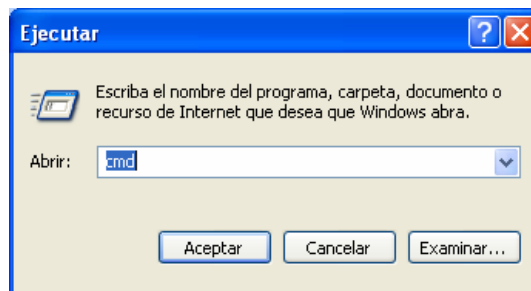 Ejecutar
Escriba el nombre del programa, carpeta, documento o
recurso de Internet que desea que Windows abra.
Abrir: cmd
Aceptar Cancelar Examinar...